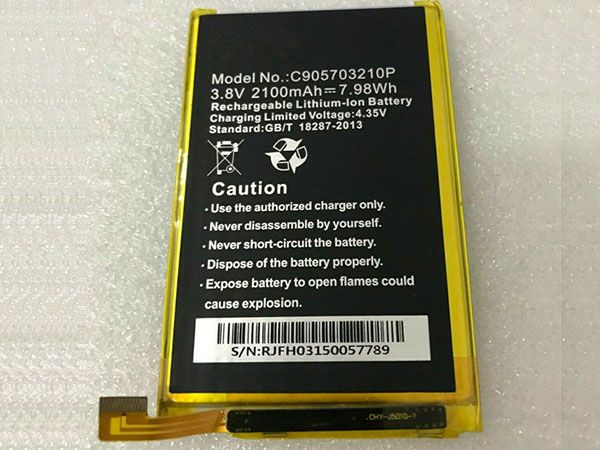 Model No.:C905703210P
3.8V 2100mAh⎓7.98Wh
Rechargeable Lithium-Ion Battery
Charging Limited Voltage:4.35V
Standard:GB/T 18287-2013
Caution
• Use the authorized charger only.
• Never disassemble by yourself.
• Never short-circuit the battery.
• Dispose of the battery properly.
• Expose battery to open flames could
cause explosion.
S/N:RJFH03150057789
CHY-J5010-1